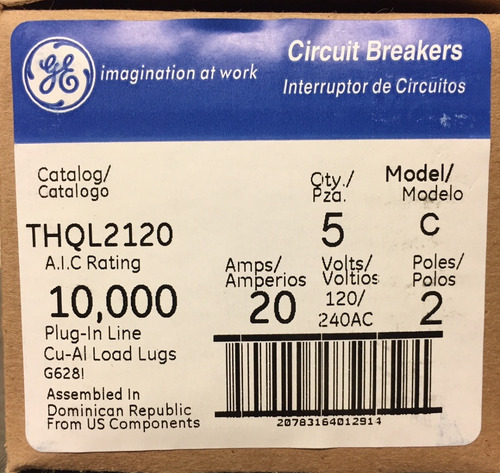 GE imagination at work
Circuit Breakers
Interruptor de Circuitos
Catalog/
Catalogo
Qty./
Pza.
Model/
Modelo
THQL2120
5
C
A.I.C Rating
Amps/
Amperios
Volts/
Voltios
Poles/
Polos
10,000
20
120/
240AC
2
Plug-In Line
Cu-Al Load Lugs
G628!
Assembled In
Dominican Republic
From US Components
20783164012914